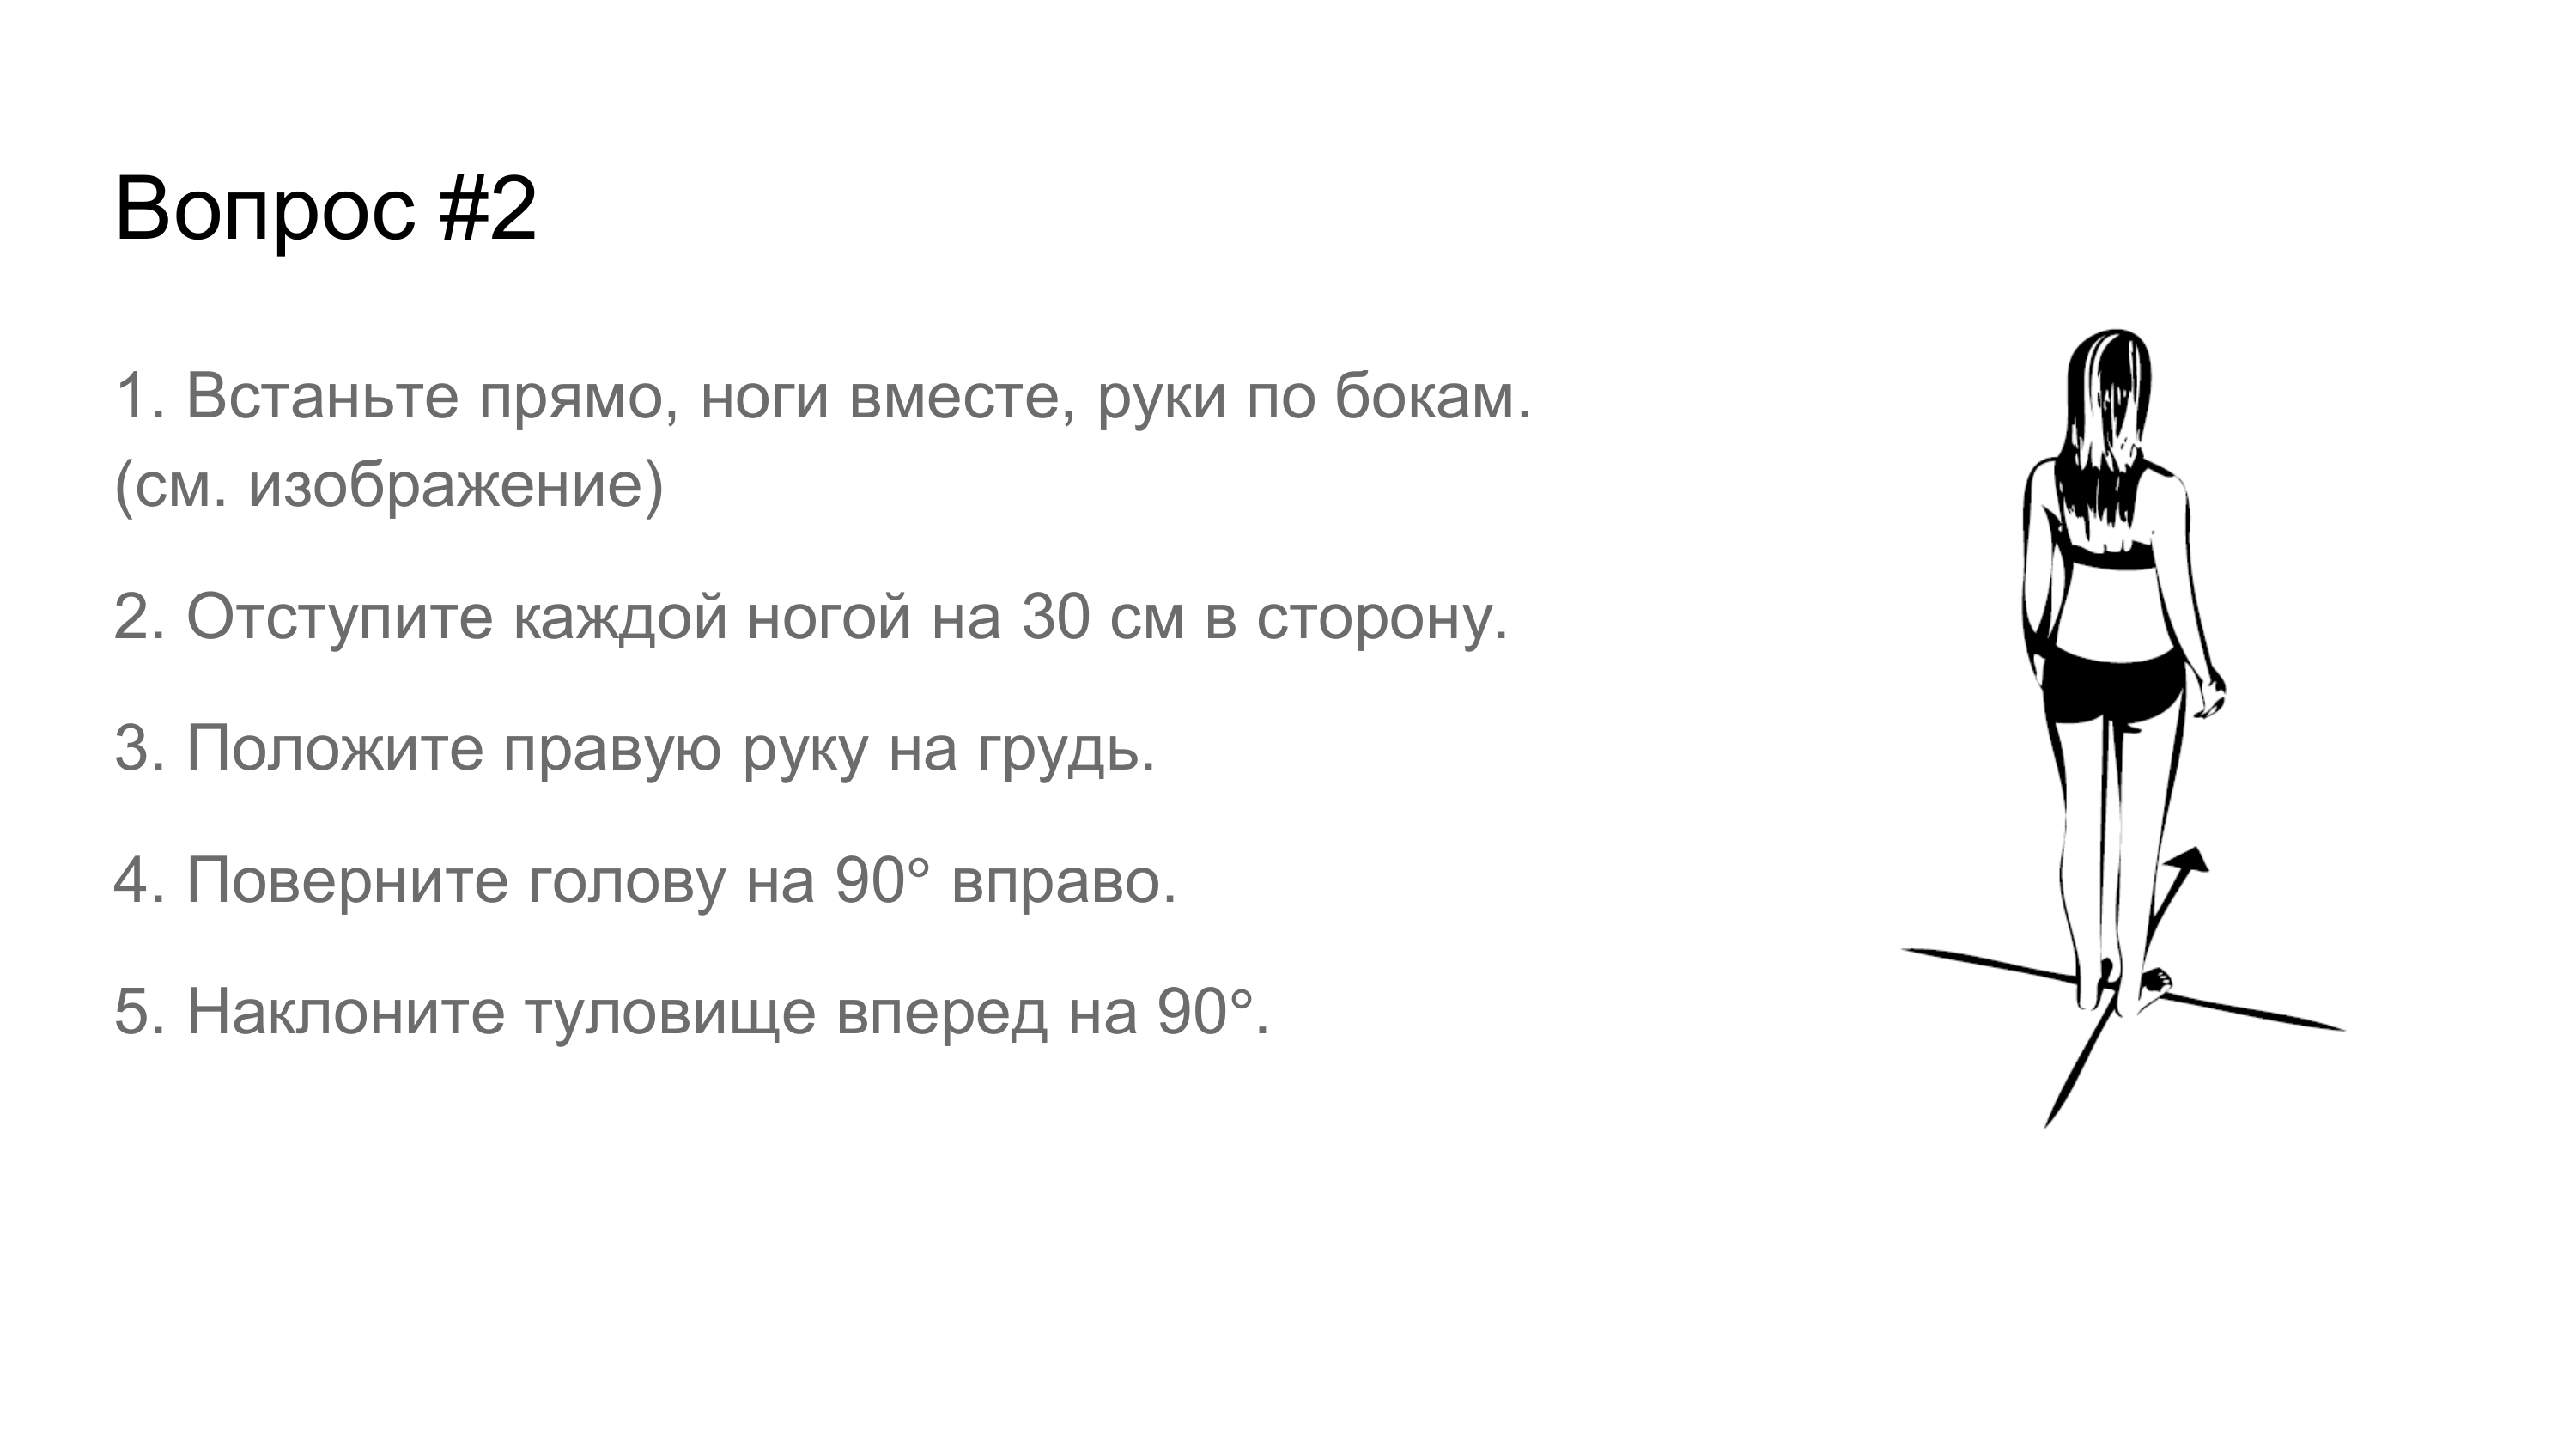 Вопрос #2
1. Встаньте прямо, ноги вместе, руки по бокам.
(см. изображение)
2. Отступите каждой ногой на 30 см в сторону.
3. Положите правую руку на грудь.
4. Поверните голову на 90° вправо.
5. Наклоните туловище вперед на 90°.